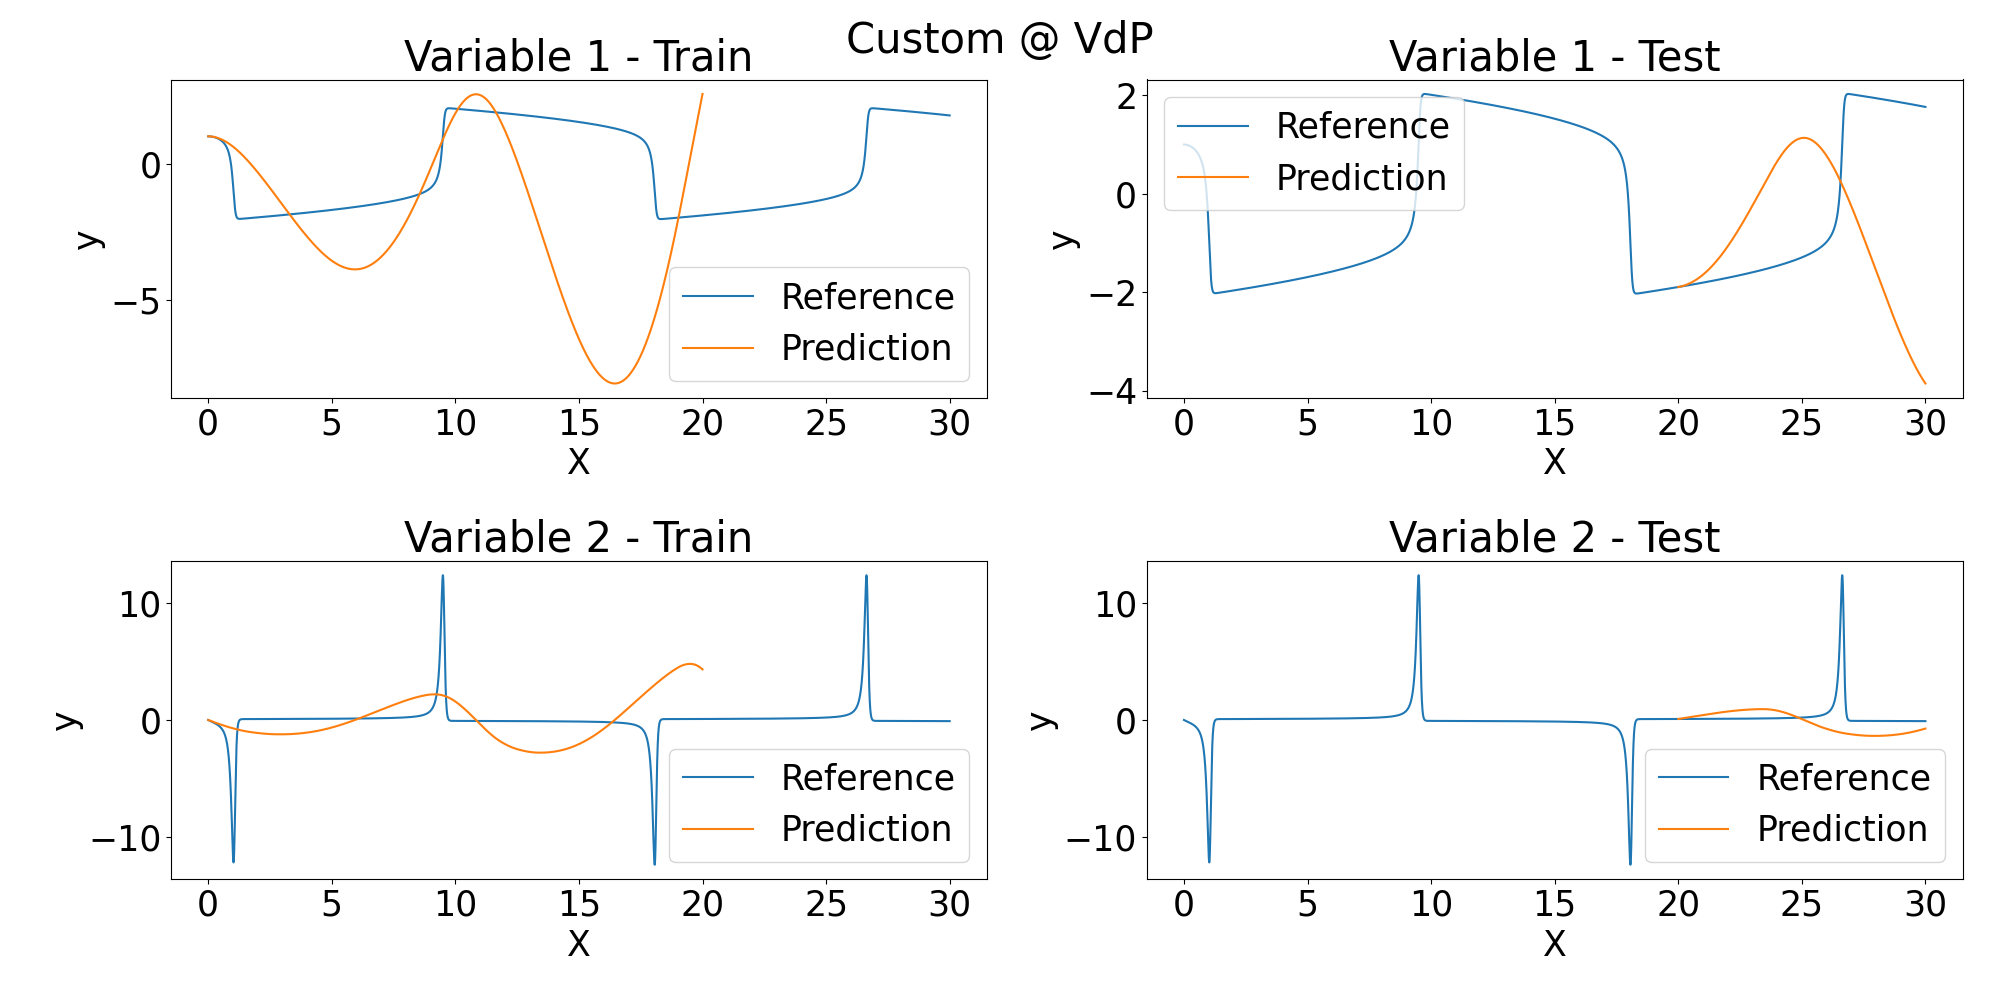 Custom @ VdP
Variable 1 - Train
0
−5
y
Reference
Prediction
0 5 10 15 20 25 30
X
Variable 1 - Test
2
0
−2
−4
y
Reference
Prediction
0 5 10 15 20 25 30
X
Variable 2 - Train
10
0
−10
y
Reference
Prediction
0 5 10 15 20 25 30
X
Variable 2 - Test
10
0
−10
y
Reference
Prediction
0 5 10 15 20 25 30
X